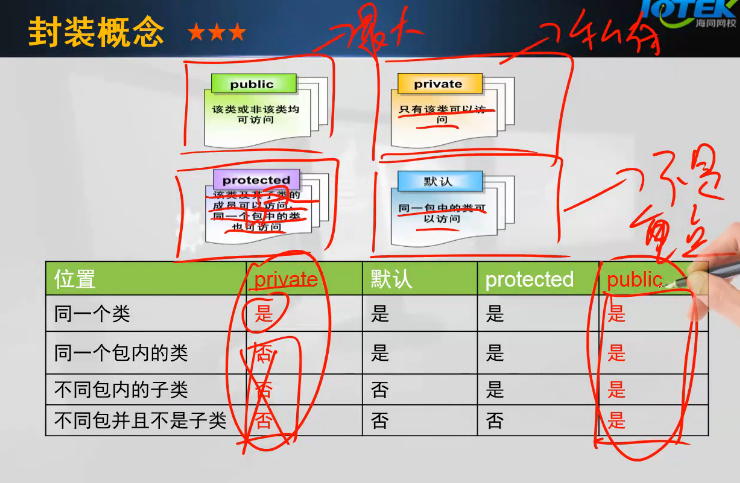 封装概念 ★★★
IOTEK
海同网校
最大
私有
public
该类或非该类均
可访问
private
只有该类可以访
问
protected
该类及其子类的
成员可以访问，
同一个包中的类
也可访问
默认
同一包中的类可
以访问
不是
重点
位置 private 默认 protected public
同一个类 是 是 是 是
同一个包内的类 否 是 是 是
不同包内的子类 否 否 是 是
不同包并且不是子类 否 否 否 是